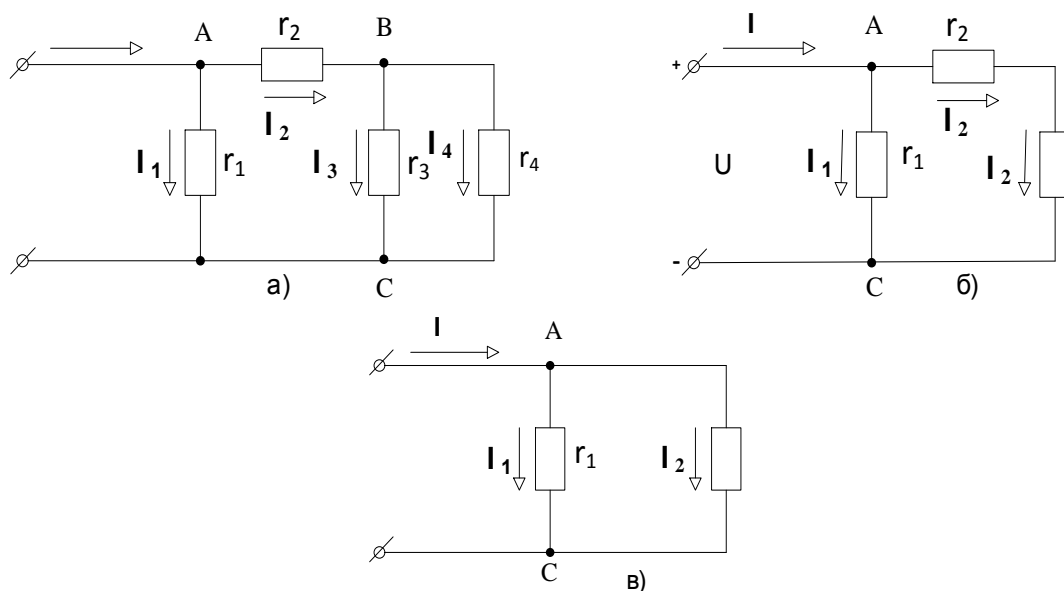 A
r₂
B
I₂
I₁
r₁
I₃
r₃
I₄
r₄
C
а)
I
A
r₂
+
I₂
U
I₁
r₁
I₂
-
C
б)
I
A
I₁
r₁
I₂
C
в)